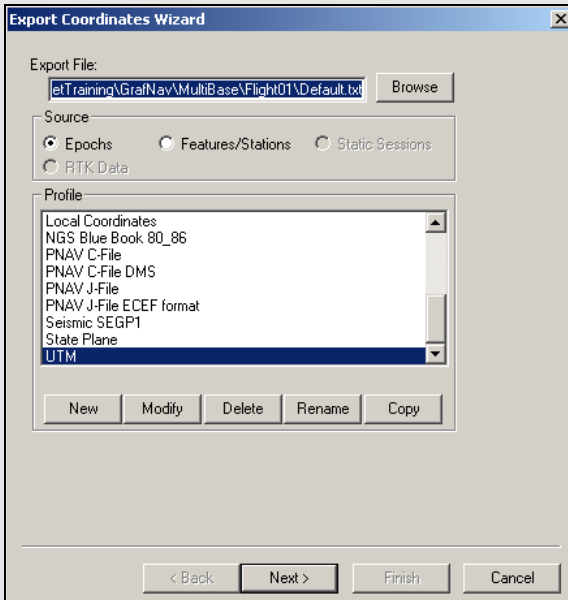 Export Coordinates Wizard
Export File:
etTraining\GrafNav\MultiBase\Flight01\Default.txt
Browse
Source
Epochs
Features/Stations
Static Sessions
RTK Data
Profile
Local Coordinates
NGS Blue Book 80_86
PNAV C-File
PNAV C-File DMS
PNAV J-File
PNAV J-File ECEF format
Seismic SEGP1
State Plane
UTM
New
Modify
Delete
Rename
Copy
< Back
Next >
Finish
Cancel